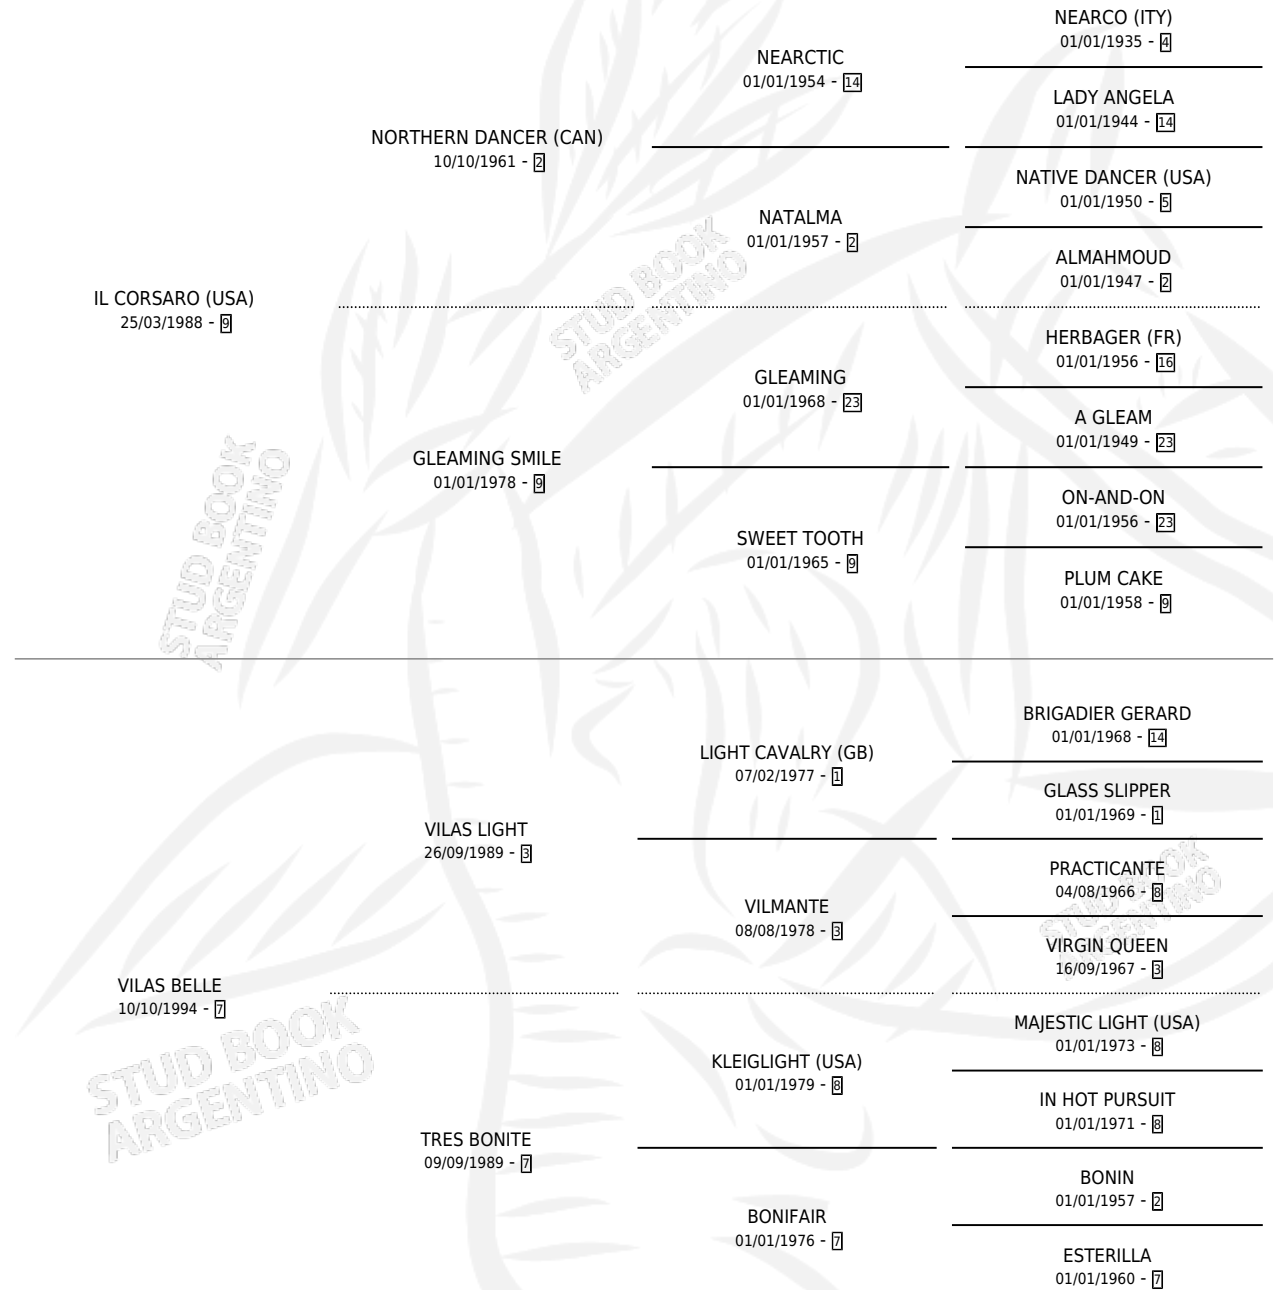 NEARCO (ITY)
01/01/1935 - 4
NEARCTIC
01/01/1954 - 14
LADY ANGELA
01/01/1944 - 14
NORTHERN DANCER (CAN)
10/10/1961 - 2
NATIVE DANCER (USA)
01/01/1950 - 5
NATALMA
01/01/1957 - 2
ALMAHMOUD
01/01/1947 - 2
IL CORSARO (USA)
25/03/1988 - 9
HERBAGER (FR)
01/01/1956 - 16
GLEAMING
01/01/1968 - 23
A GLEAM
01/01/1949 - 23
GLEAMING SMILE
01/01/1978 - 9
ON-AND-ON
01/01/1956 - 23
SWEET TOOTH
01/01/1965 - 9
PLUM CAKE
01/01/1958 - 9
BRIGADIER GERARD
01/01/1968 - 14
LIGHT CAVALRY (GB)
07/02/1977 - 1
GLASS SLIPPER
01/01/1969 - 1
VILAS LIGHT
26/09/1989 - 3
PRACTICANTE
04/08/1966 - 8
VILMANTE
08/08/1978 - 3
VIRGIN QUEEN
16/09/1967 - 3
VILAS BELLE
10/10/1994 - 7
MAJESTIC LIGHT (USA)
01/01/1973 - 8
KLEIGLIGHT (USA)
01/01/1979 - 8
IN HOT PURSUIT
01/01/1971 - 8
TRES BONITE
09/09/1989 - 7
BONIN
01/01/1957 - 2
BONIFAIR
01/01/1976 - 7
ESTERILLA
01/01/1960 - 7
STUD BOOK
ARGENTINO
STUD BOOK
ARGENTINO
STUD BOOK
ARGENTINO
STUD BOOK
ARGENTINO